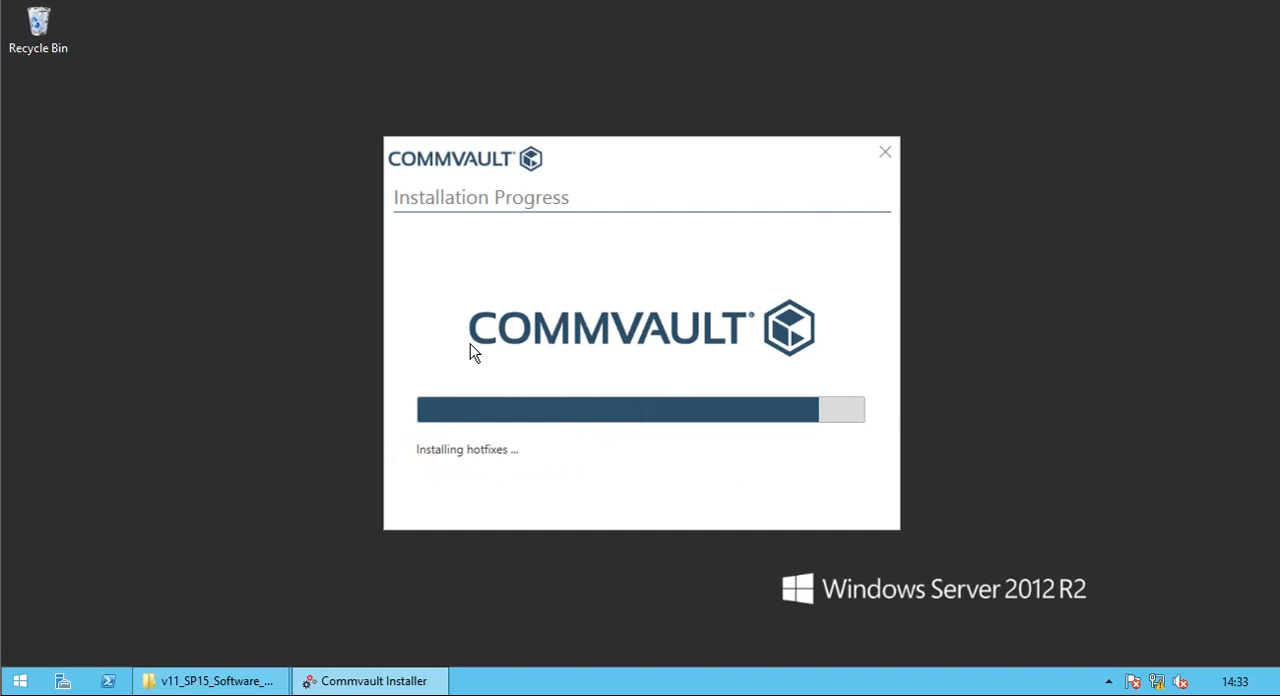 Recycle Bin
COMMVAULT®
Installation Progress
COMMVAULT®
Installing hotfixes ...
Windows Server 2012 R2
v11_SP15_Software_...
Commvault Installer
14:33